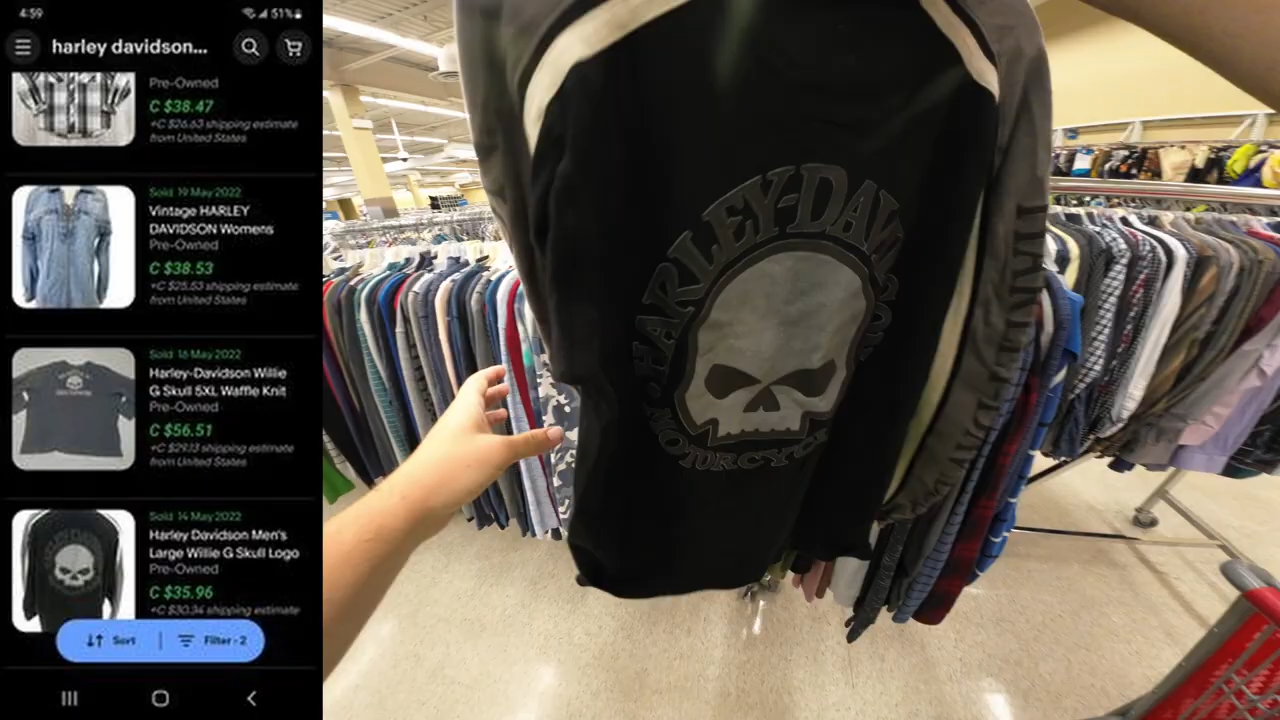 4:59
51%
harley davidson...
Pre-Owned
C $38.47
+C $26.63 shipping estimate
from United States
Sold 19 May 2022
Vintage HARLEY
DAVIDSON Womens
Pre-Owned
C $38.53
+C $25.53 shipping estimate
from United States
Sold 16 May 2022
Harley-Davidson Willie
G Skull 5XL Waffle Knit
Pre-Owned
C $56.51
+C $29.13 shipping estimate
from United States
Sold 14 May 2022
Harley Davidson Men's
Large Willie G Skull Logo
Pre-Owned
C $35.96
+C $30.34 shipping estimate
Sort
Filter • 2
HARLEY-DAVIDSON
MOTORCYCL